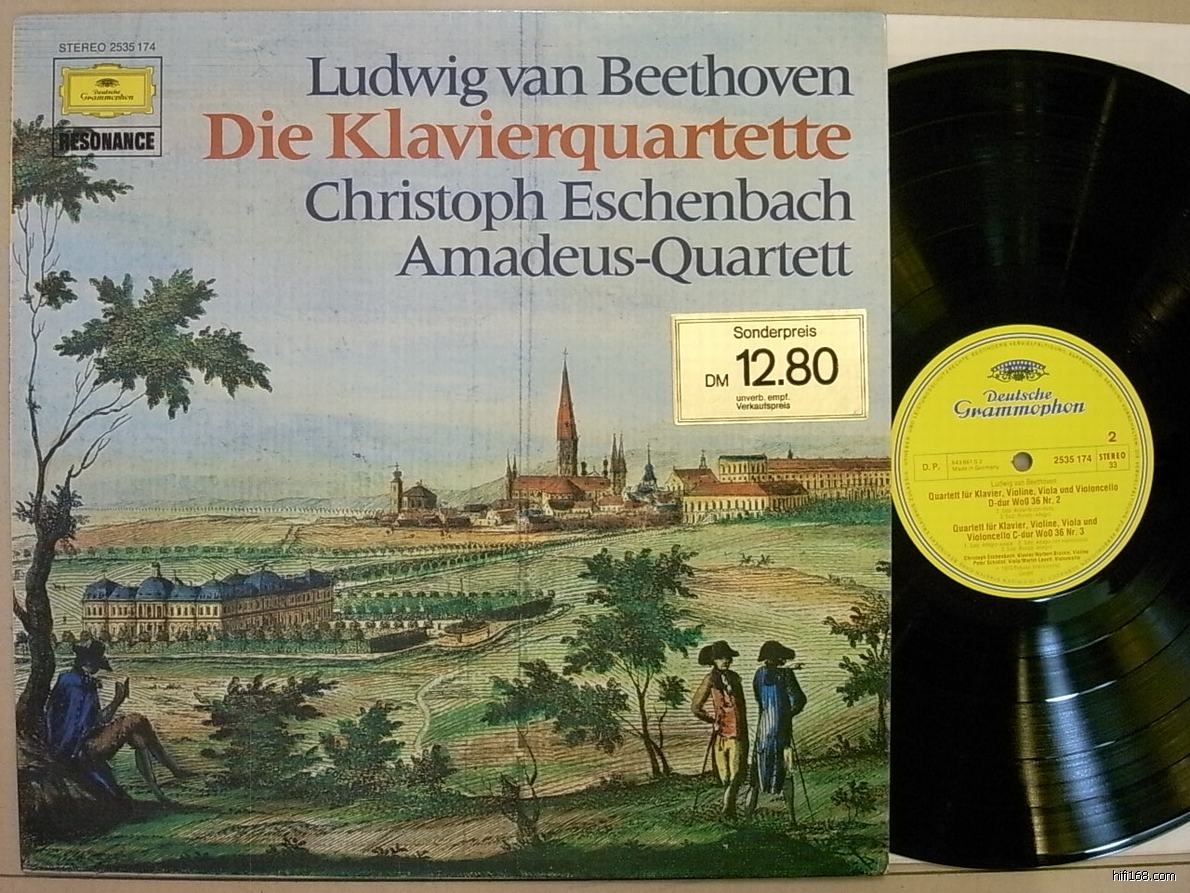 STEREO 2535 174
Deutsche
Grammophon
RESONANCE
Ludwig van Beethoven
Die Klavierquartette
Christoph Eschenbach
Amadeus-Quartett
Sonderpreis
DM 12.80
unverb. empf.
Verkaufspreis
Deutsche
Grammophon
2
D.P.
Made in Germany
2535 174
STEREO
33
Ludwig van Beethoven
Quartett für Klavier, Violine, Viola und Violoncello
D-dur WoO 36 Nr. 2
Quartett für Klavier, Violine, Viola und
Violoncello C-dur WoO 36 Nr. 3
hifi168.com